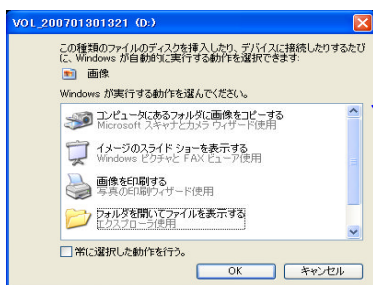 VOL_200701301321 (D:)
この種類のファイルのディスクを挿入したり、デバイスに接続したりするたび
に、Windows が自動的に実行する動作を選択できます:
画像
Windows が実行する動作を選んでください。
コンピュータにあるフォルダに画像をコピーする
Microsoft スキャナとカメラ ウィザード使用
イメージのスライド ショーを表示する
Windows ピクチャと FAX ビューア使用
画像を印刷する
写真の印刷ウィザード使用
フォルダを開いてファイルを表示する
エクスプローラ使用
常に選択した動作を行う。
OK
キャンセル